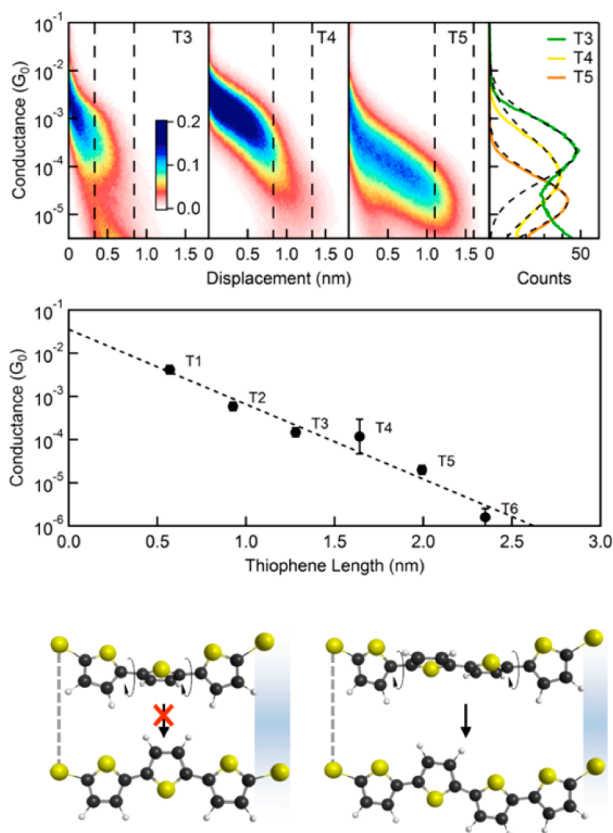 10⁻¹
10⁻²
10⁻³
10⁻⁴
10⁻⁵
Conductance (G₀)
T3
T4
T5
0.2
0.1
0.0
T3
T4
T5
0 0.5 1.0 1.5
0 0.5 1.0 1.5
0 0.5 1.0 1.5
0 50
Displacement (nm)
Counts
10⁻¹
10⁻²
10⁻³
10⁻⁴
10⁻⁵
10⁻⁶
Conductance (G₀)
T1
T2
T3
T4
T5
T6
0.0 0.5 1.0 1.5 2.0 2.5 3.0
Thiophene Length (nm)